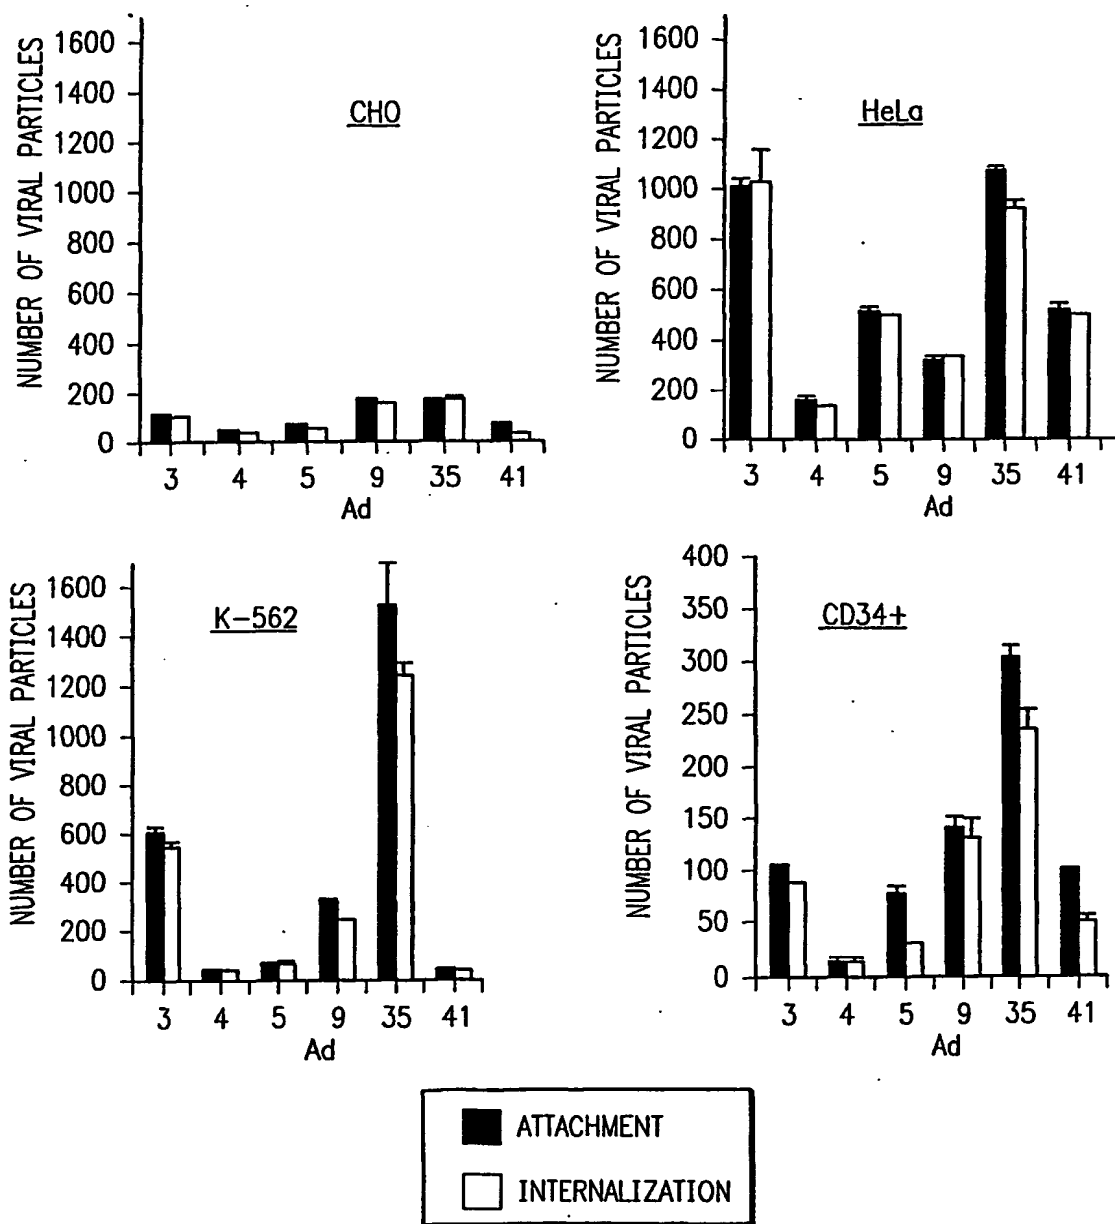 NUMBER OF VIRAL PARTICLES
1600
1400
1200
1000
800
600
400
200
0
CHO
3 4 5 9 35 41
Ad
NUMBER OF VIRAL PARTICLES
1600
1400
1200
1000
800
600
400
200
0
HeLa
3 4 5 9 35 41
Ad
NUMBER OF VIRAL PARTICLES
1600
1400
1200
1000
800
600
400
200
0
K-562
3 4 5 9 35 41
Ad
NUMBER OF VIRAL PARTICLES
400
350
300
250
200
150
100
50
0
CD34+
3 4 5 9 35 41
Ad
ATTACHMENT
INTERNALIZATION